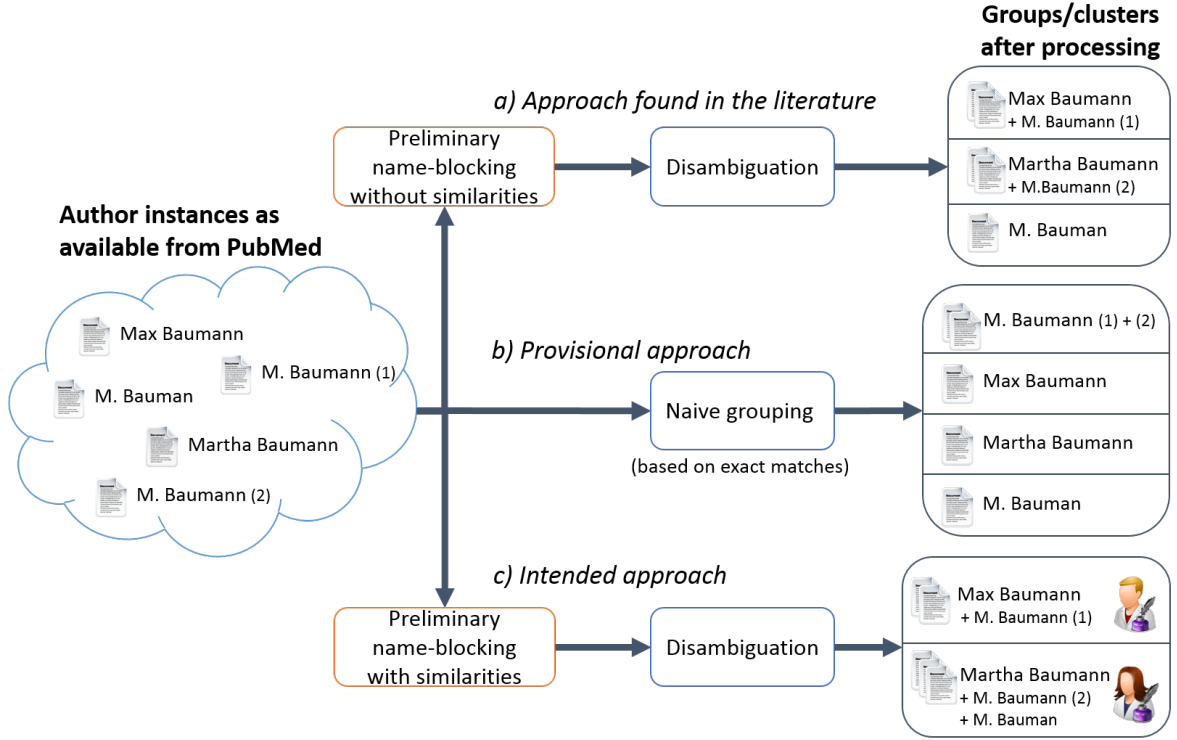 Groups/clusters
after processing
a) Approach found in the literature
Preliminary
name-blocking
without similarities
Disambiguation
Max Baumann
+ M. Baumann (1)
Martha Baumann
+ M.Baumann (2)
M. Bauman
Author instances as
available from PubMed
Max Baumann
M. Baumann (1)
M. Bauman
Martha Baumann
M. Baumann (2)
b) Provisional approach
Naive grouping
(based on exact matches)
M. Baumann (1) + (2)
Max Baumann
Martha Baumann
M. Bauman
c) Intended approach
Preliminary
name-blocking
with similarities
Disambiguation
Max Baumann
+ M. Baumann (1)
Martha Baumann
+ M. Baumann (2)
+ M. Bauman